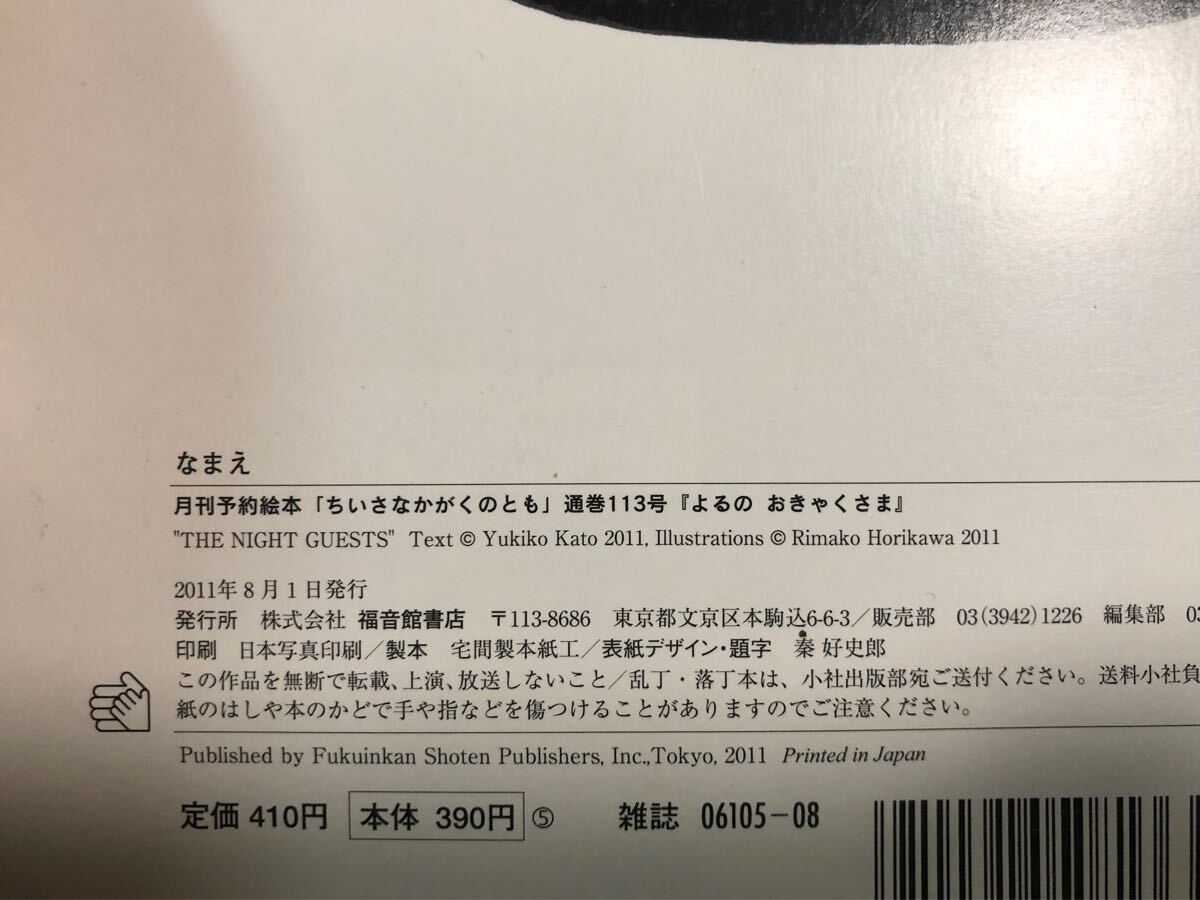 なまえ
月刊予約絵本「ちいさなかがくのとも」通巻113号『よるの おきゃくさま』
"THE NIGHT GUESTS" Text © Yukiko Kato 2011, Illustrations © Rimako Horikawa 2011
2011年8月1日発行
発行所 株式会社 福音館書店 〒113-8686 東京都文京区本駒込6-6-3／販売部 03(3942)1226 編集部 03
印刷 日本写真印刷／製本 宅間製本紙工／表紙デザイン・題字 秦 好史郎
この作品を無断で転載、上演、放送しないこと／乱丁・落丁本は、小社出版部宛ご送付ください。送料小社負
紙のはしや本のかどで手や指などを傷つけることがありますのでご注意ください。
Published by Fukuinkan Shoten Publishers, Inc.,Tokyo, 2011 Printed in Japan
定価 410円 本体 390円 ⑤ 雑誌 06105-08